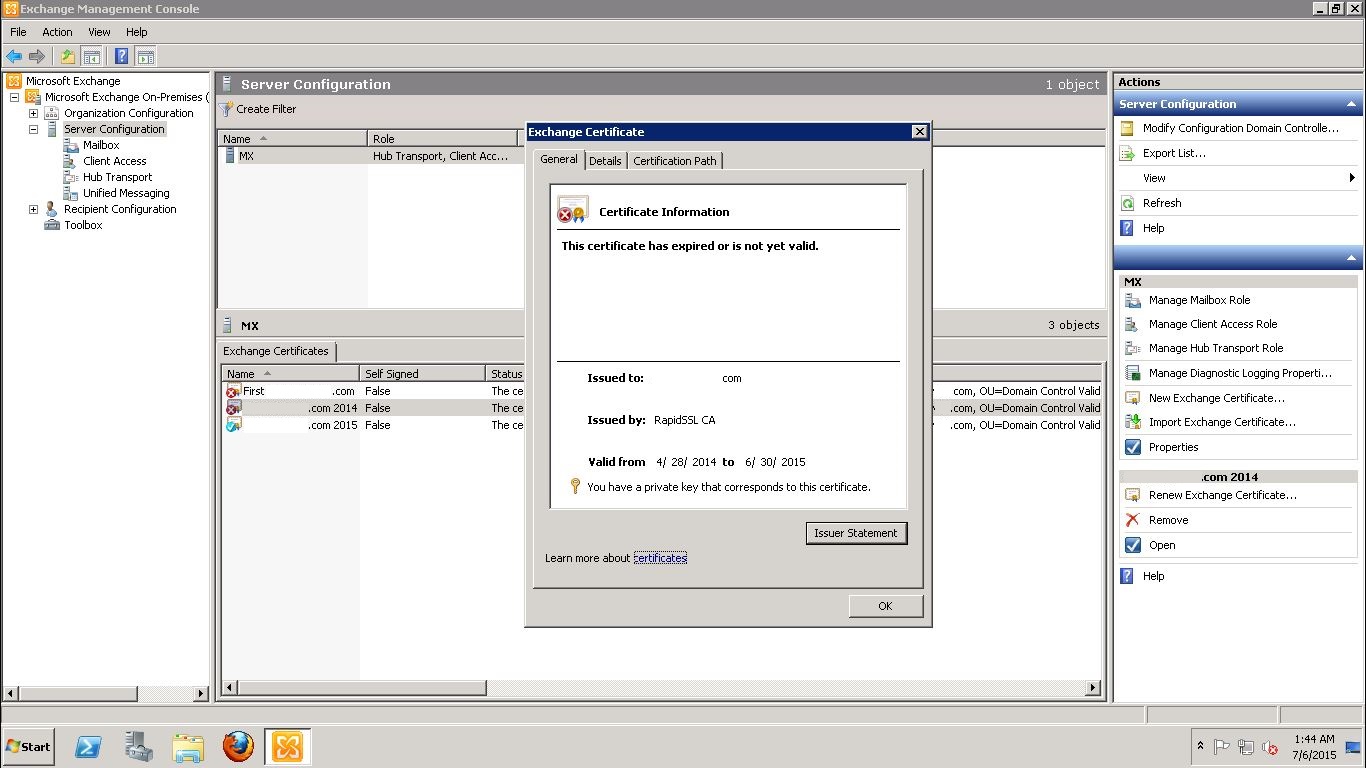 Exchange Management Console
File Action View Help
Microsoft Exchange
Microsoft Exchange On-Premises (
Organization Configuration
Server Configuration
Mailbox
Client Access
Hub Transport
Unified Messaging
Recipient Configuration
Toolbox
Server Configuration 1 object
Create Filter
Name Role
MX Hub Transport, Client Acc...
MX 3 objects
Exchange Certificates
Name Self Signed Status
First .com False The ce com, OU=Domain Control Valid
.com 2014 False The ce .com, OU=Domain Control Valid
.com 2015 False The ce .com, OU=Domain Control Valid
Exchange Certificate
General Details Certification Path
Certificate Information
This certificate has expired or is not yet valid.
Issued to: com
Issued by: RapidSSL CA
Valid from 4/ 28/ 2014 to 6/ 30/ 2015
You have a private key that corresponds to this certificate.
Issuer Statement
Learn more about certificates
OK
Actions
Server Configuration
Modify Configuration Domain Controlle...
Export List...
View
Refresh
Help
MX
Manage Mailbox Role
Manage Client Access Role
Manage Hub Transport Role
Manage Diagnostic Logging Properti...
New Exchange Certificate...
Import Exchange Certificate...
Properties
.com 2014
Renew Exchange Certificate...
Remove
Open
Help
Start
1:44 AM
7/6/2015